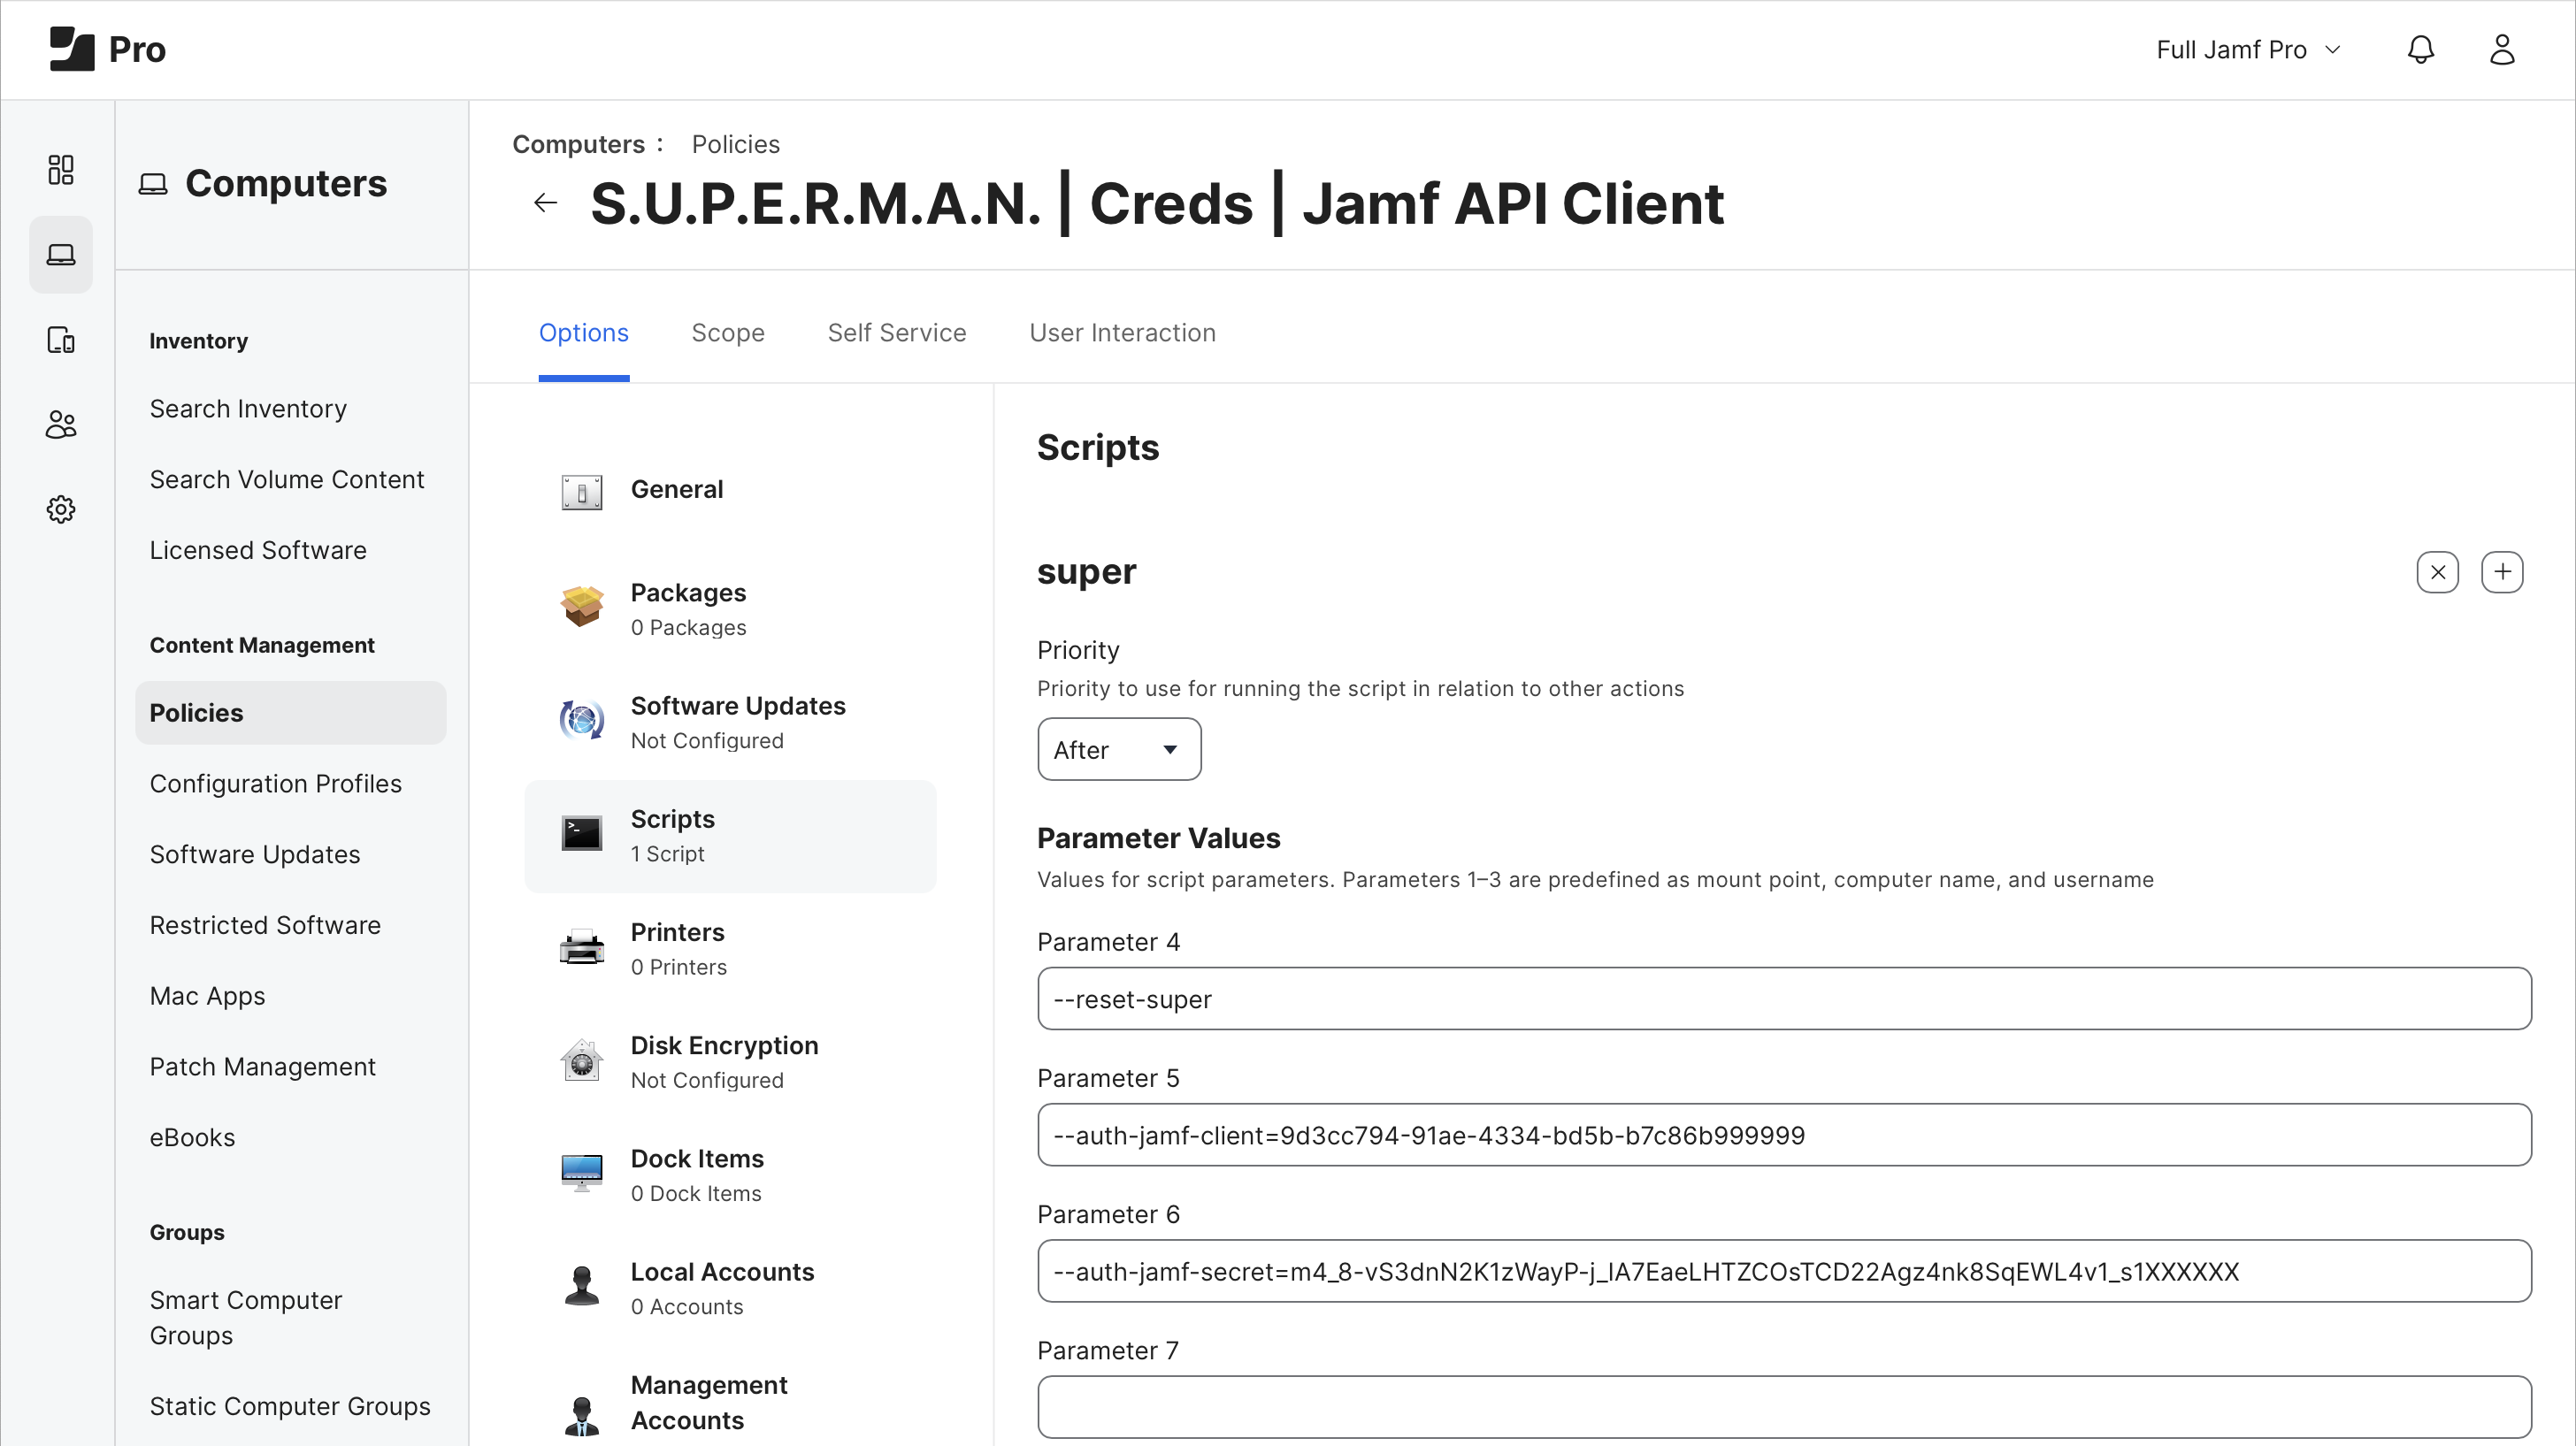 Pro
Full Jamf Pro
Computers
Inventory
Search Inventory
Search Volume Content
Licensed Software
Content Management
Policies
Configuration Profiles
Software Updates
Restricted Software
Mac Apps
Patch Management
eBooks
Groups
Smart Computer
Groups
Static Computer Groups
Computers : Policies
S.U.P.E.R.M.A.N. | Creds | Jamf API Client
Options Scope Self Service User Interaction
General
Packages
0 Packages
Software Updates
Not Configured
Scripts
1 Script
Printers
0 Printers
Disk Encryption
Not Configured
Dock Items
0 Dock Items
Local Accounts
0 Accounts
Management
Accounts
Scripts
super
Priority
Priority to use for running the script in relation to other actions
After
Parameter Values
Values for script parameters. Parameters 1–3 are predefined as mount point, computer name, and username
Parameter 4
--reset-super
Parameter 5
--auth-jamf-client=9d3cc794-91ae-4334-bd5b-b7c86b999999
Parameter 6
--auth-jamf-secret=m4_8-vS3dnN2K1zWayP-j_IA7EaeLHTZCOsTCD22Agz4nk8SqEWL4v1_s1XXXXXX
Parameter 7